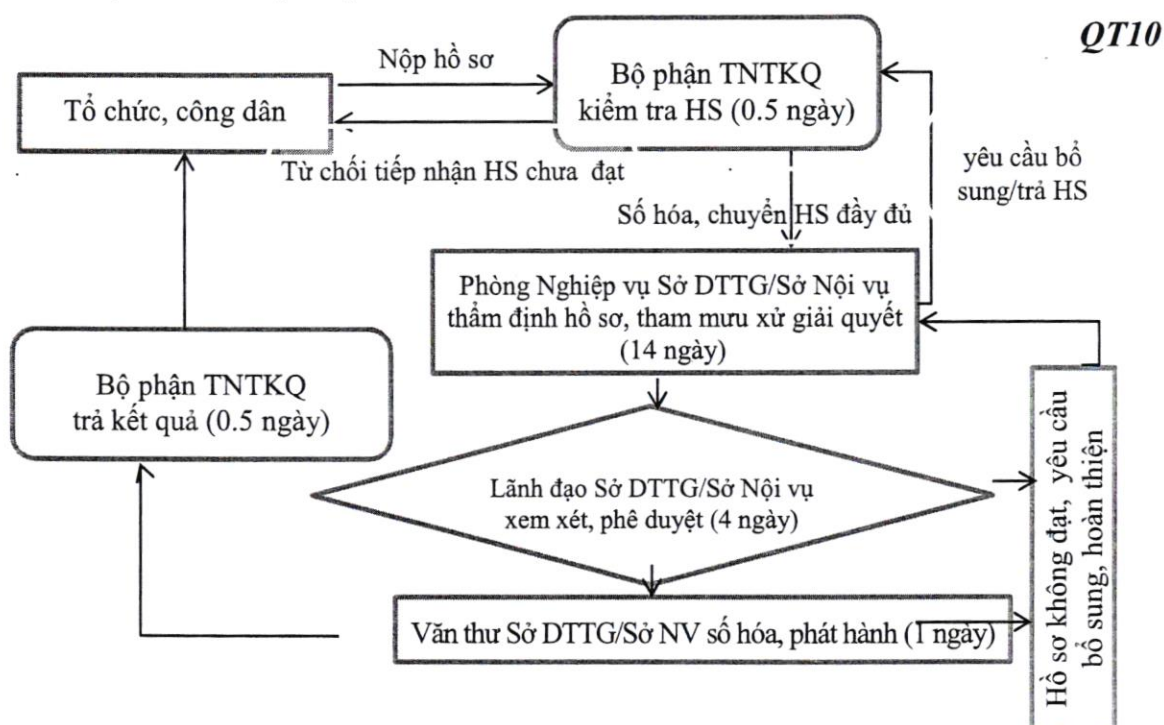 QT10
Nộp hồ sơ
Tổ chức, công dân
Bộ phận TNTKQ
kiểm tra HS (0.5 ngày)
Từ chối tiếp nhận HS chưa đạt
yêu cầu bổ
sung/trả HS
Số hóa, chuyển HS đầy đủ
Phòng Nghiệp vụ Sở DTTG/Sở Nội vụ
thẩm định hồ sơ, tham mưu xử giải quyết
(14 ngày)
Bộ phận TNTKQ
trả kết quả (0.5 ngày)
Lãnh đạo Sở DTTG/Sở Nội vụ
xem xét, phê duyệt (4 ngày)
Văn thư Sở DTTG/Sở NV số hóa, phát hành (1 ngày)
Hồ sơ không đạt, yêu cầu
bổ sung, hoàn thiện